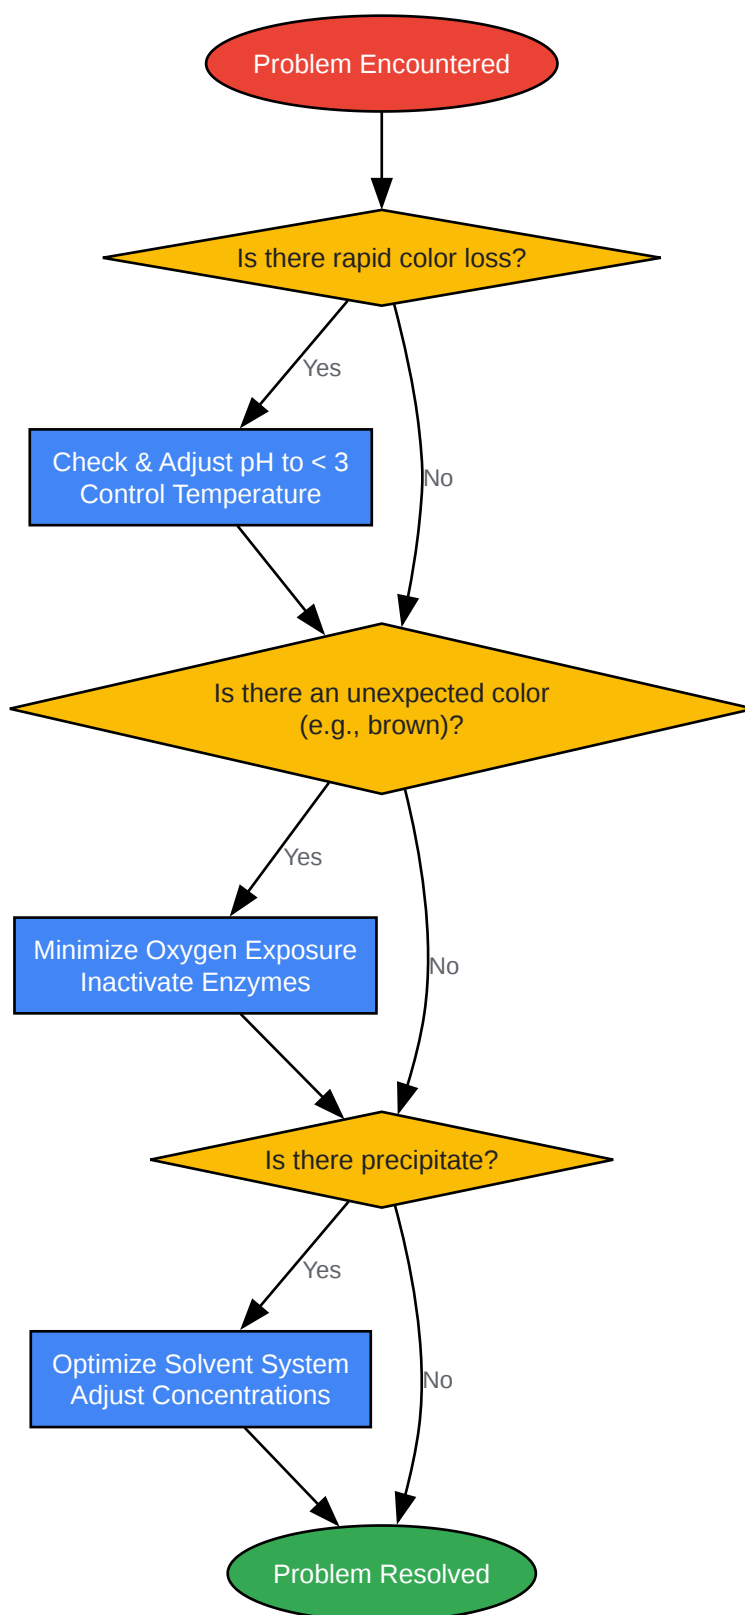 Problem Encountered
Is there rapid color loss?
Yes
Check & Adjust pH to < 3
Control Temperature
No
Is there an unexpected color
(e.g., brown)?
Yes
Minimize Oxygen Exposure
Inactivate Enzymes
No
Is there precipitate?
Yes
Optimize Solvent System
Adjust Concentrations
No
Problem Resolved